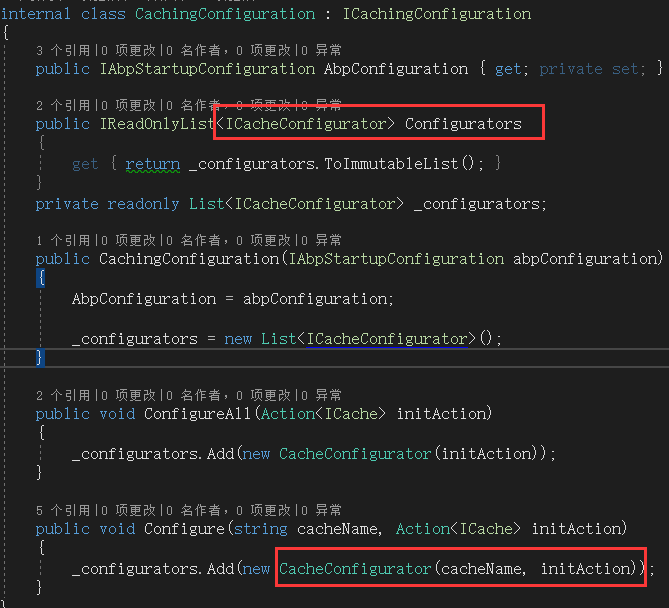 internal class CachingConfiguration : ICachingConfiguration
{
3 个引用|0 项更改|0 名作者，0 项更改|0 异常
public IAbpStartupConfiguration AbpConfiguration { get; private set; }
2 个引用|0 项更改|0 名作者，0 项更改|0 异常
public IReadOnlyList<ICacheConfigurator> Configurators
{
get { return _configurators.ToImmutableList(); }
}
private readonly List<ICacheConfigurator> _configurators;
1 个引用|0 项更改|0 名作者，0 项更改|0 异常
public CachingConfiguration(IAbpStartupConfiguration abpConfiguration)
{
AbpConfiguration = abpConfiguration;
_configurators = new List<ICacheConfigurator>();
}
2 个引用|0 项更改|0 名作者，0 项更改|0 异常
public void ConfigureAll(Action<ICache> initAction)
{
_configurators.Add(new CacheConfigurator(initAction));
}
5 个引用|0 项更改|0 名作者，0 项更改|0 异常
public void Configure(string cacheName, Action<ICache> initAction)
{
_configurators.Add(new CacheConfigurator(cacheName, initAction));
}
}